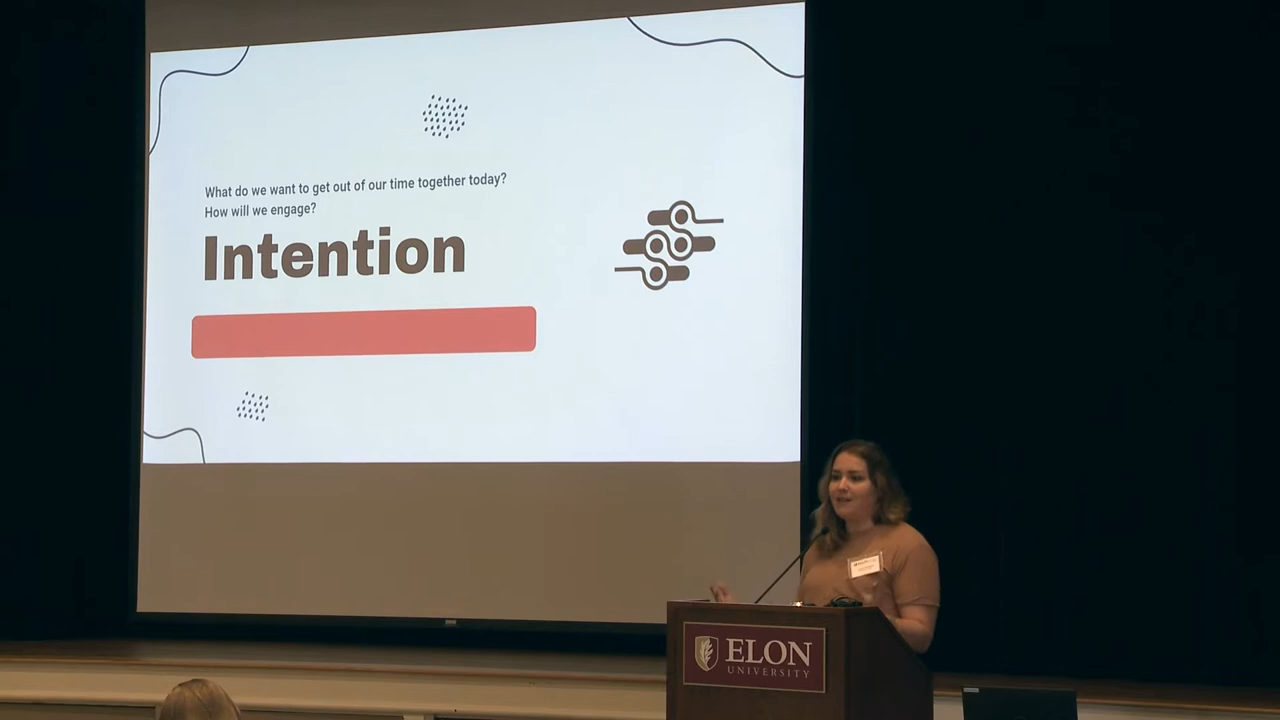 What do we want to get out of our time together today?
How will we engage?
Intention
ELON
UNIVERSITY